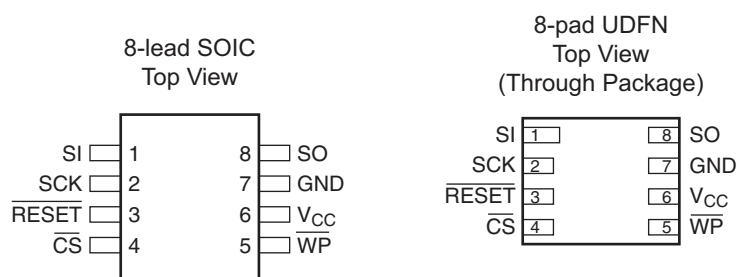 8-lead SOIC
Top View
SI 1 8 SO
SCK 2 7 GND
RESET 3 6 VCC
CS 4 5 WP
8-pad UDFN
Top View
(Through Package)
SI 1 8 SO
SCK 2 7 GND
RESET 3 6 VCC
CS 4 5 WP